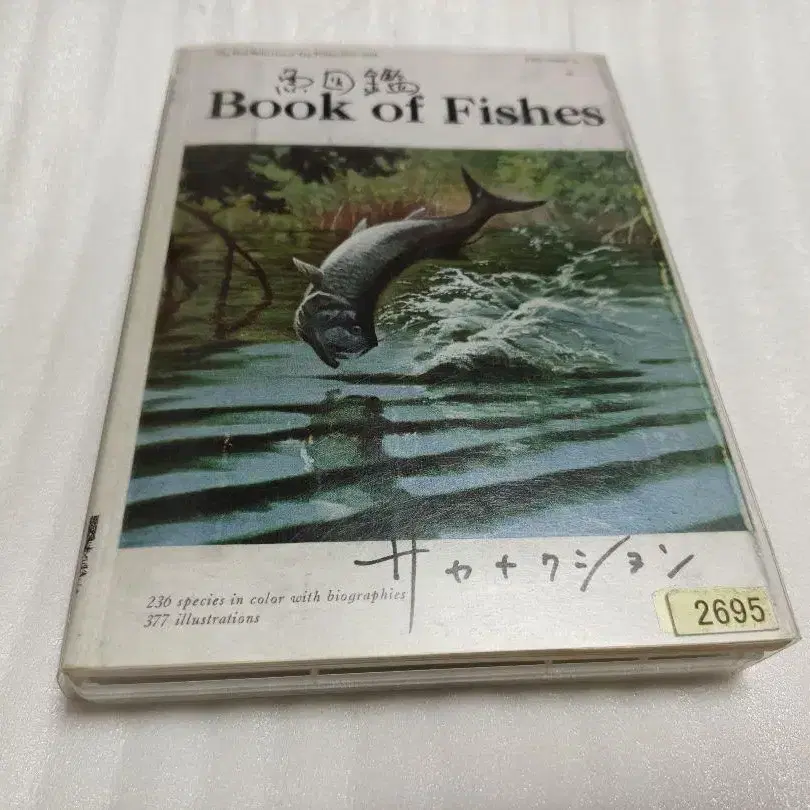 魚図鑑
Book of Fishes
サカナクション
236 species in color with biographies
377 illustrations
2695